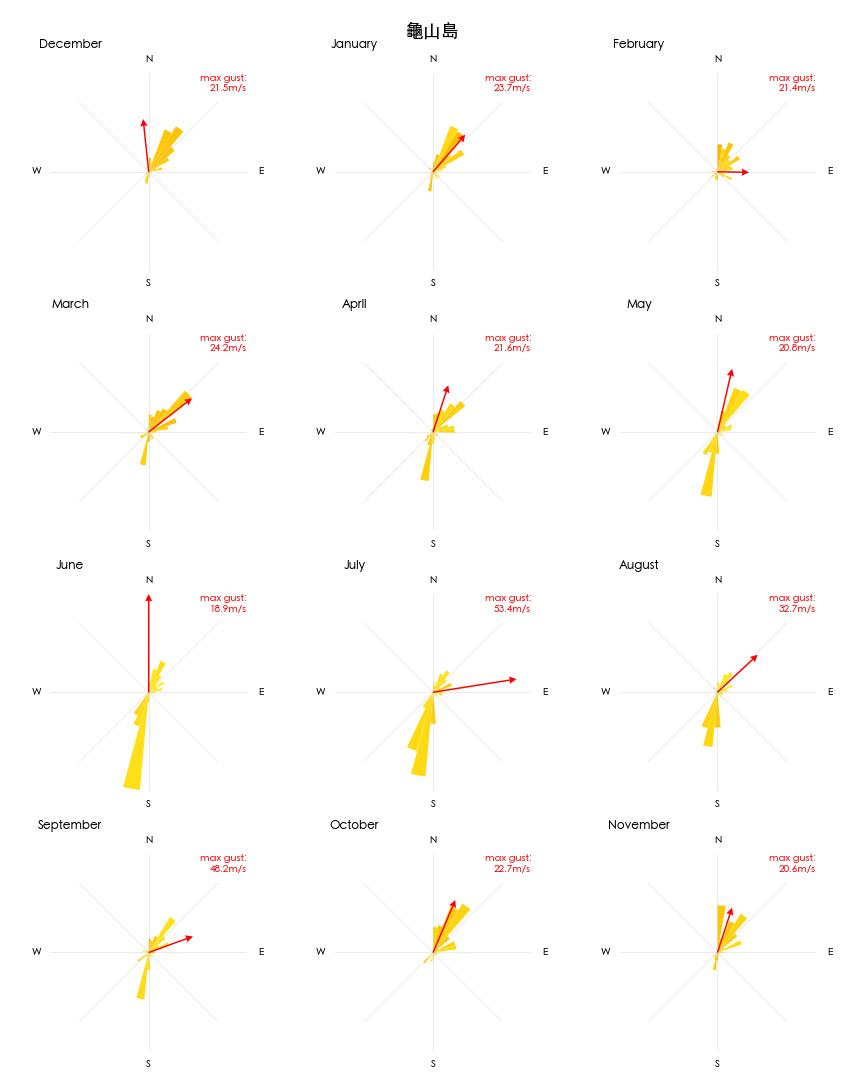 龜山島
December
N
max gust:
21.5m/s
W
E
S
January
N
max gust:
23.7m/s
W
E
S
February
N
max gust:
21.4m/s
W
E
S
March
N
max gust:
24.2m/s
W
E
S
April
N
max gust:
21.6m/s
W
E
S
May
N
max gust:
20.8m/s
W
E
S
June
N
max gust:
18.9m/s
W
E
S
July
N
max gust:
53.4m/s
W
E
S
August
N
max gust:
32.7m/s
W
E
S
September
N
max gust:
48.2m/s
W
E
S
October
N
max gust:
22.7m/s
W
E
S
November
N
max gust:
20.6m/s
W
E
S